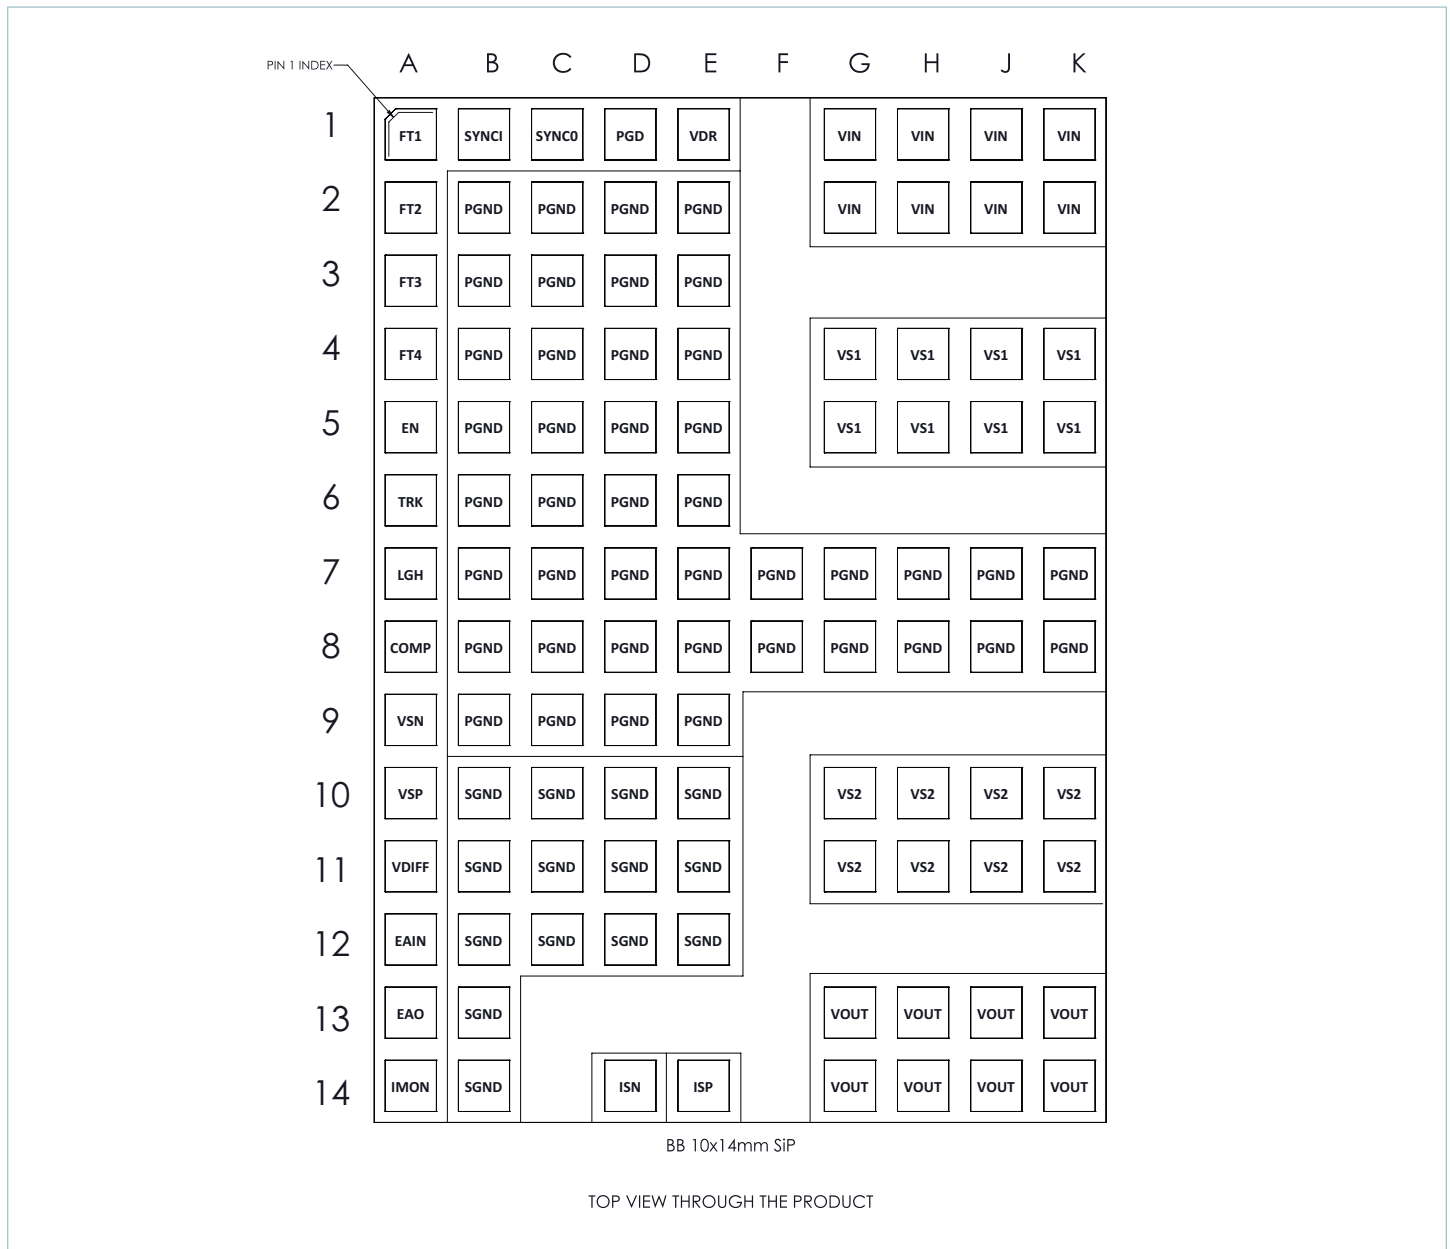 PIN 1 INDEX
A B C D E F G H J K
1 FT1 SYNCI SYNC0 PGD VDR VIN VIN VIN VIN
2 FT2 PGND PGND PGND PGND VIN VIN VIN VIN
3 FT3 PGND PGND PGND PGND
4 FT4 PGND PGND PGND PGND VS1 VS1 VS1 VS1
5 EN PGND PGND PGND PGND VS1 VS1 VS1 VS1
6 TRK PGND PGND PGND PGND
7 LGH PGND PGND PGND PGND PGND PGND PGND PGND PGND
8 COMP PGND PGND PGND PGND PGND PGND PGND PGND PGND
9 VSN PGND PGND PGND PGND
10 VSP SGND SGND SGND SGND VS2 VS2 VS2 VS2
11 VDIFF SGND SGND SGND SGND VS2 VS2 VS2 VS2
12 EAIN SGND SGND SGND SGND
13 EAO SGND VOUT VOUT VOUT VOUT
14 IMON SGND ISN ISP VOUT VOUT VOUT VOUT
BB 10x14mm SiP
TOP VIEW THROUGH THE PRODUCT